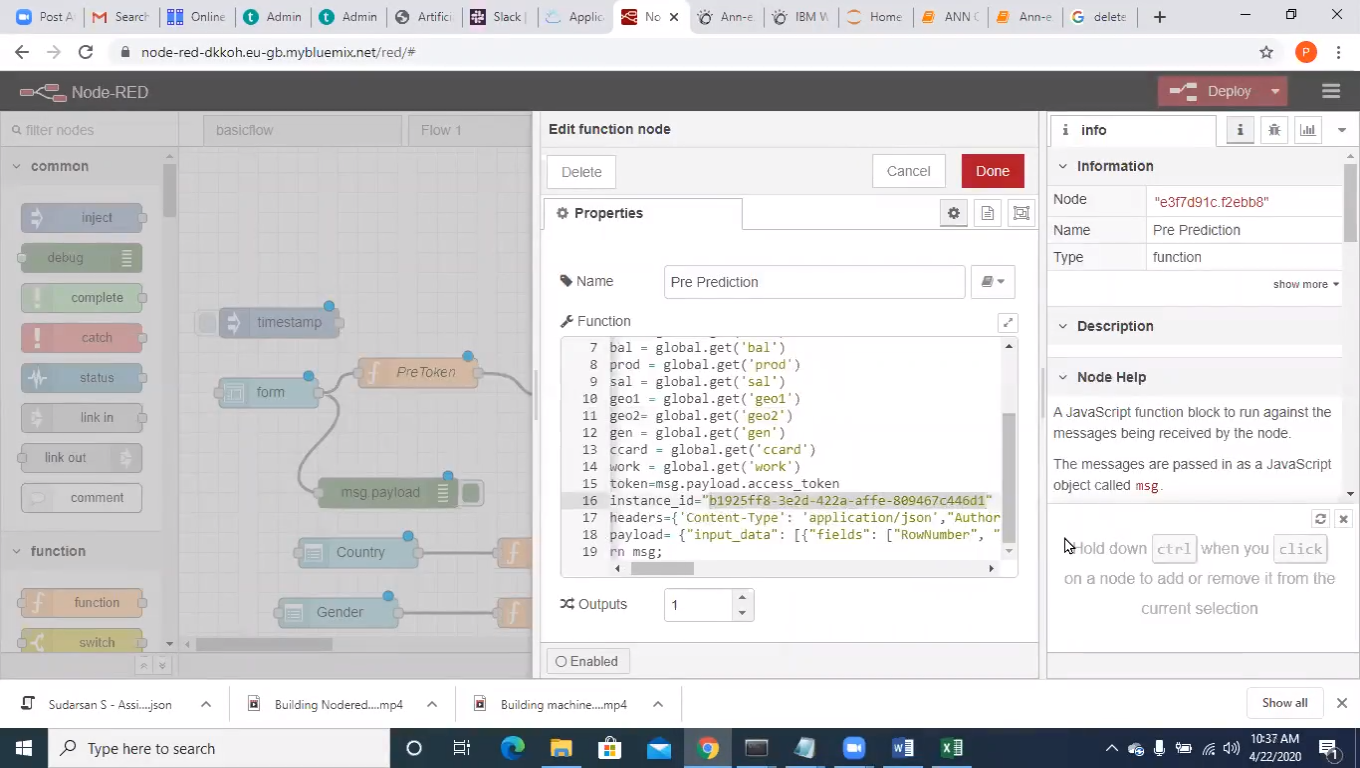 Post A
Search
Online
Admin
Admin
Artific
Slack
Applic
No
Ann-e
IBM W
Home
ANN C
Ann-e
delete
node-red-dkkoh.eu-gb.mybluemix.net/red/#
P
Node-RED
Deploy
filter nodes
basicflow
Flow 1
Edit function node
info
common
Delete
Cancel
Done
Information
Node
"e3f7d91c.f2ebb8"
inject
Properties
Name
Pre Prediction
debug
Type
function
complete
Name
Pre Prediction
show more
timestamp
Function
Description
catch
7 bal = global.get('bal')
8 prod = global.get('prod')
status
PreToken
9 sal = global.get('sal')
Node Help
form
10 geo1 = global.get('geo1')
A JavaScript function block to run against the
link in
11 geo2= global.get('geo2')
messages being received by the node.
12 gen = global.get('gen')
link out
13 ccard = global.get('ccard')
The messages are passed in as a JavaScript
14 work = global.get('work')
object called msg.
comment
msg.payload
15 token=msg.payload.access_token
16 instance_id="b1925ff8-3e2d-422a-affe-809467c446d1"
17 headers={'Content-Type': 'application/json',"Author
18 payload= {"input_data": [{"fields": ["RowNumber", "
19 rn msg;
function
Country
Hold down ctrl when you click
on a node to add or remove it from the
current selection
function
Gender
Outputs
1
switch
Enabled
Sudarsan S - Assi....json
Building Nodered....mp4
Building machine....mp4
Show all
Type here to search
10:37 AM
4/22/2020
1